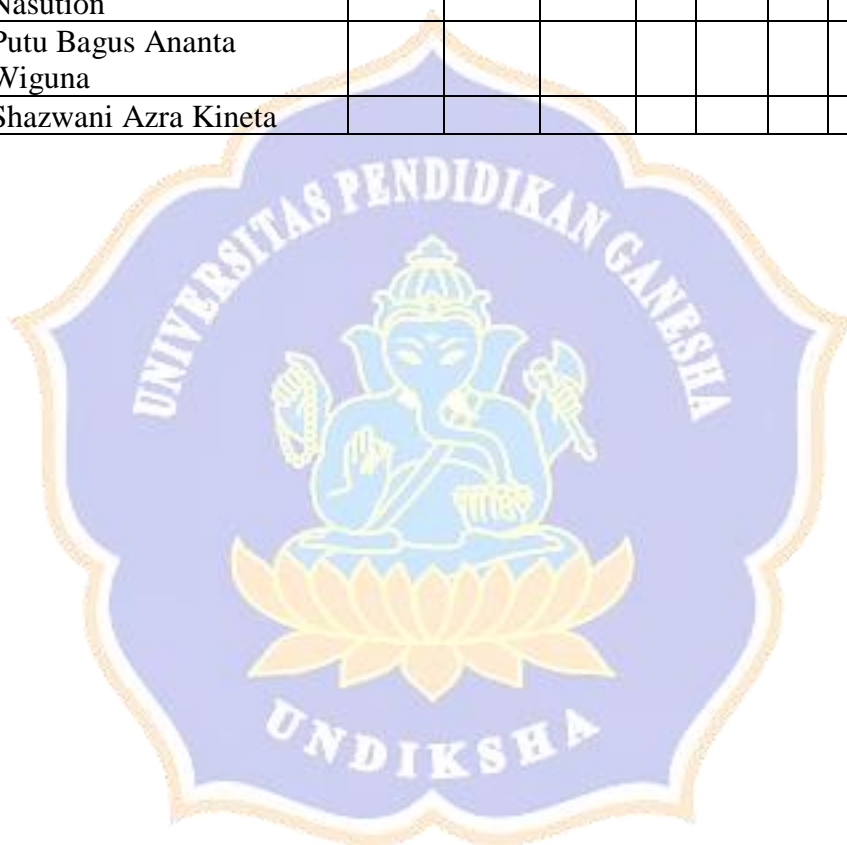 Nasution
Putu Bagus Ananta
Wiguna
Shazwani Azra Kineta
UNIVERSITAS PENDIDIKAN GANESHA
UNDIKSHA